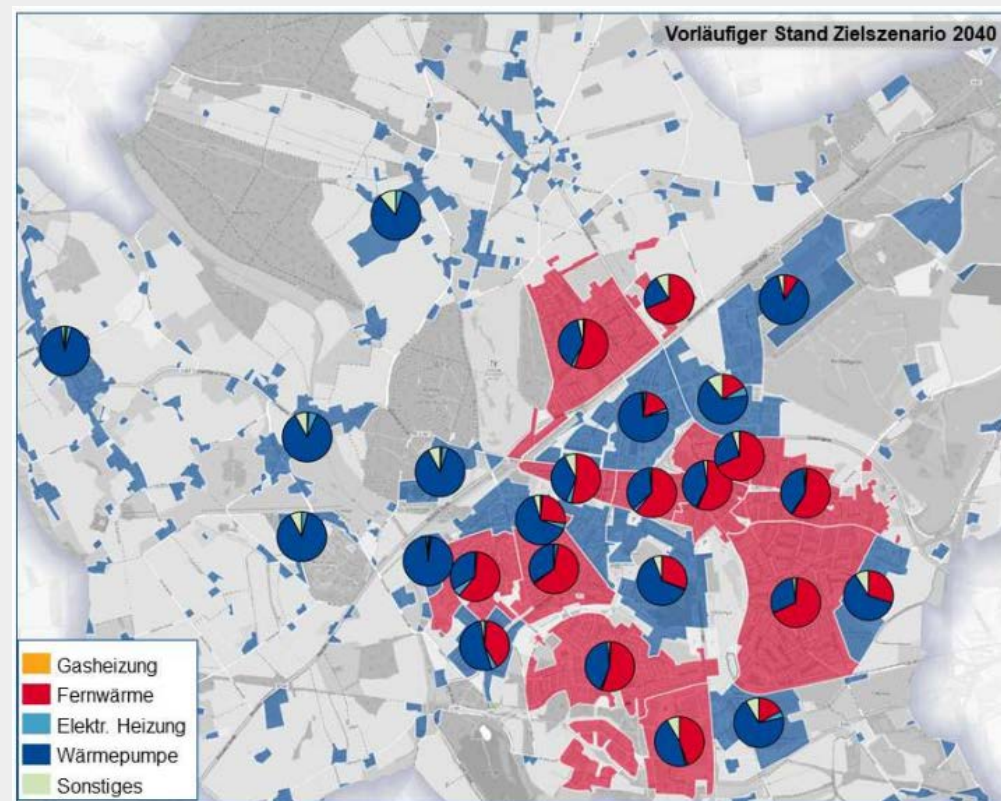 Vorläufiger Stand Zielszenario 2040
Gasheizung
Fernwärme
Elektr. Heizung
Wärmepumpe
Sonstiges